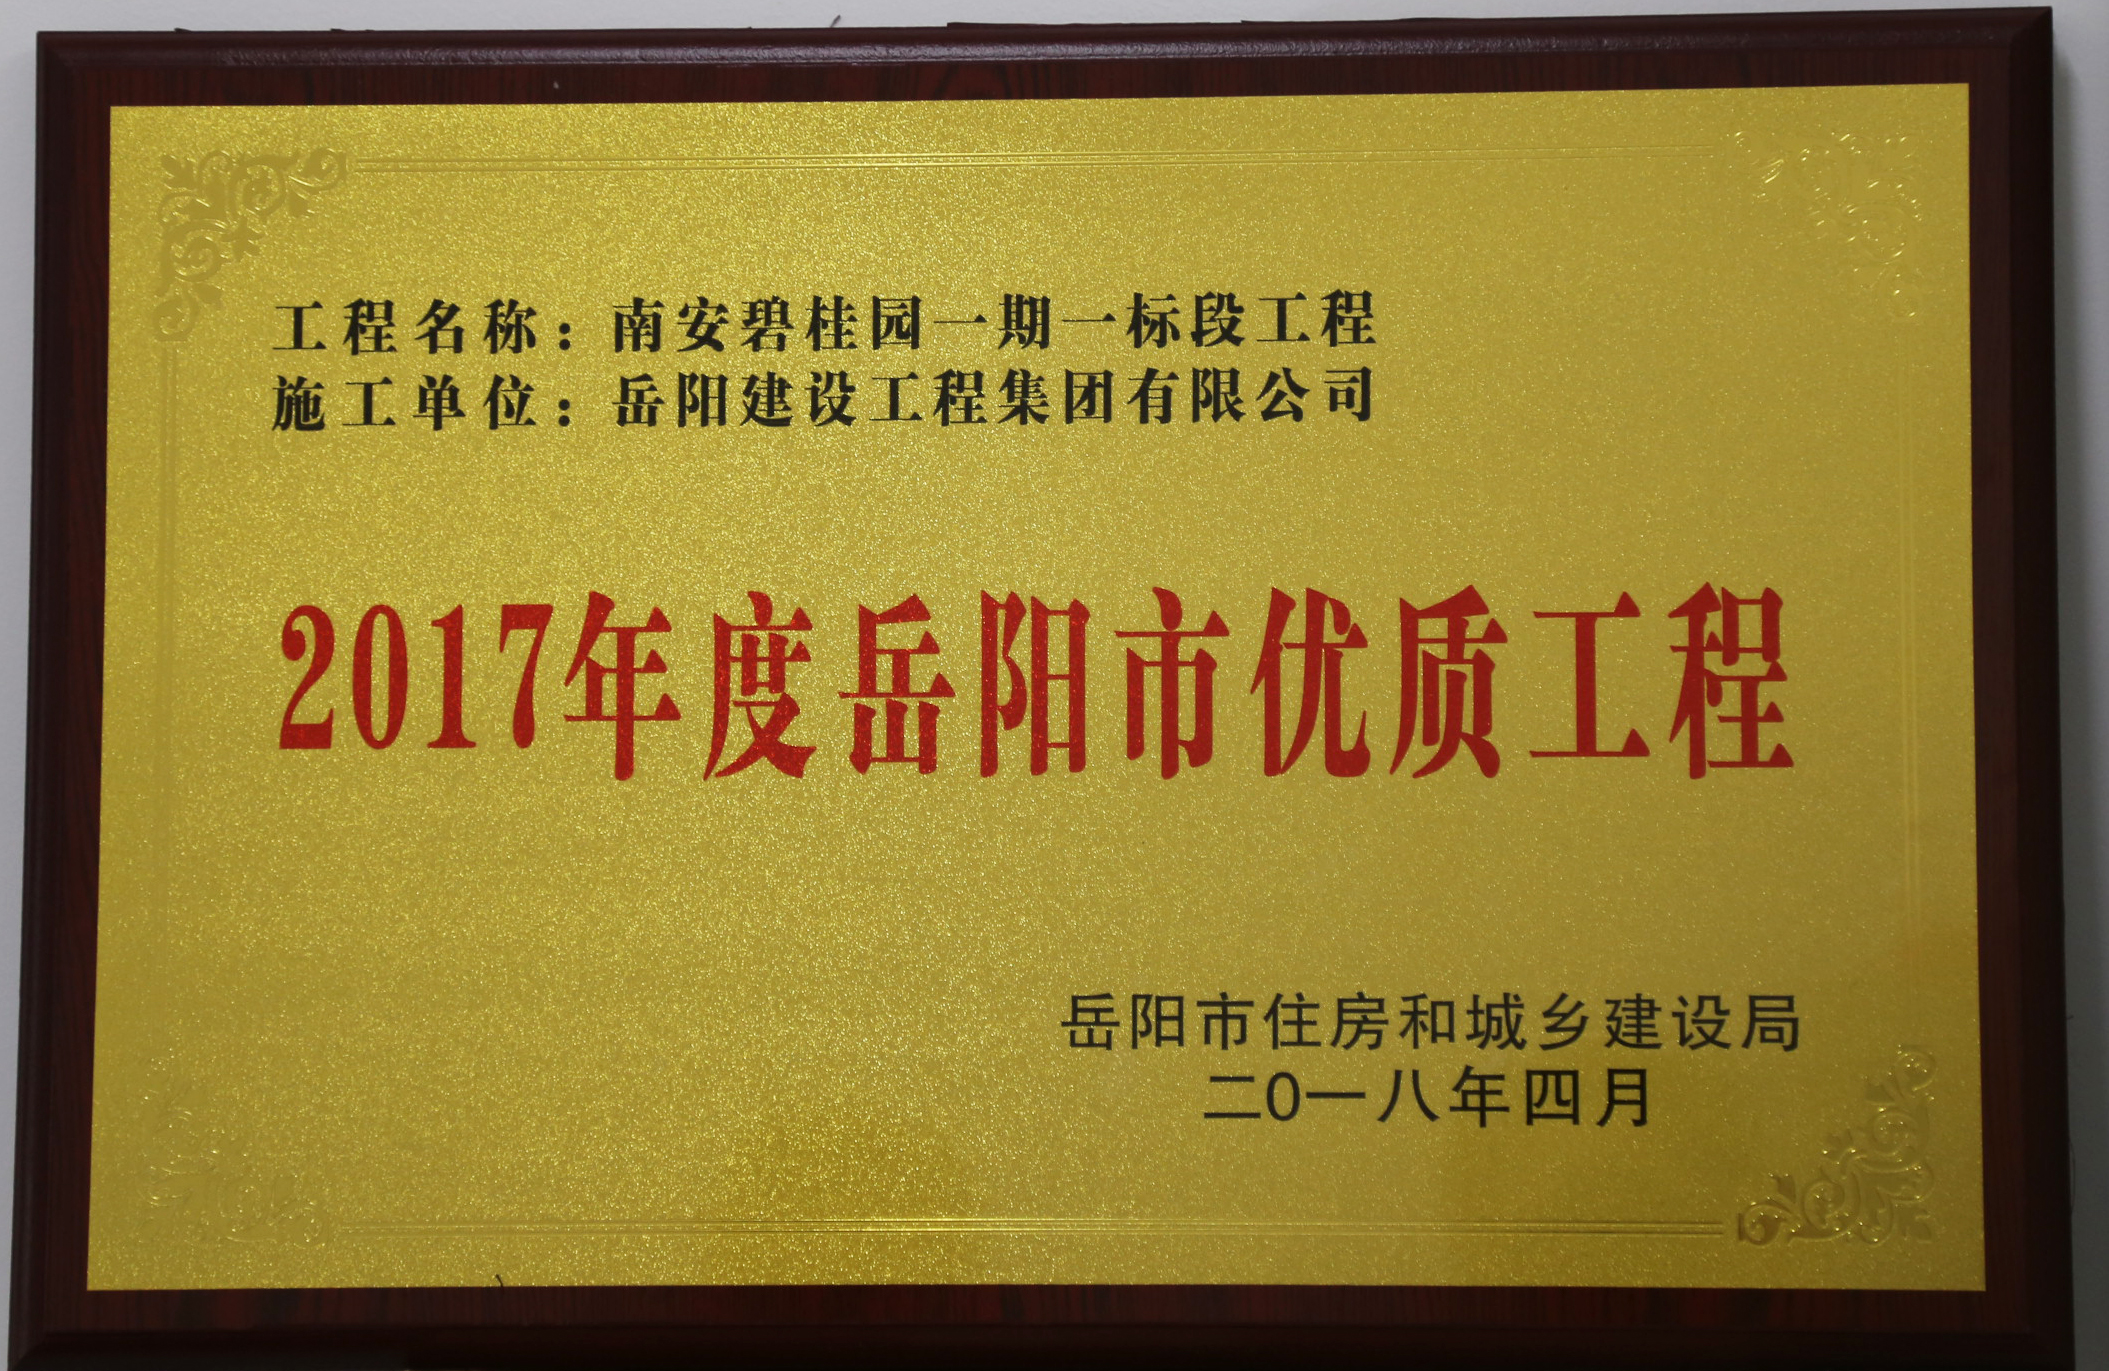 工程名称：南安碧桂园一期一标段工程
施工单位：岳阳建设工程集团有限公司
2017年度岳阳市优质工程
岳阳市住房和城乡建设局
二0一八年四月